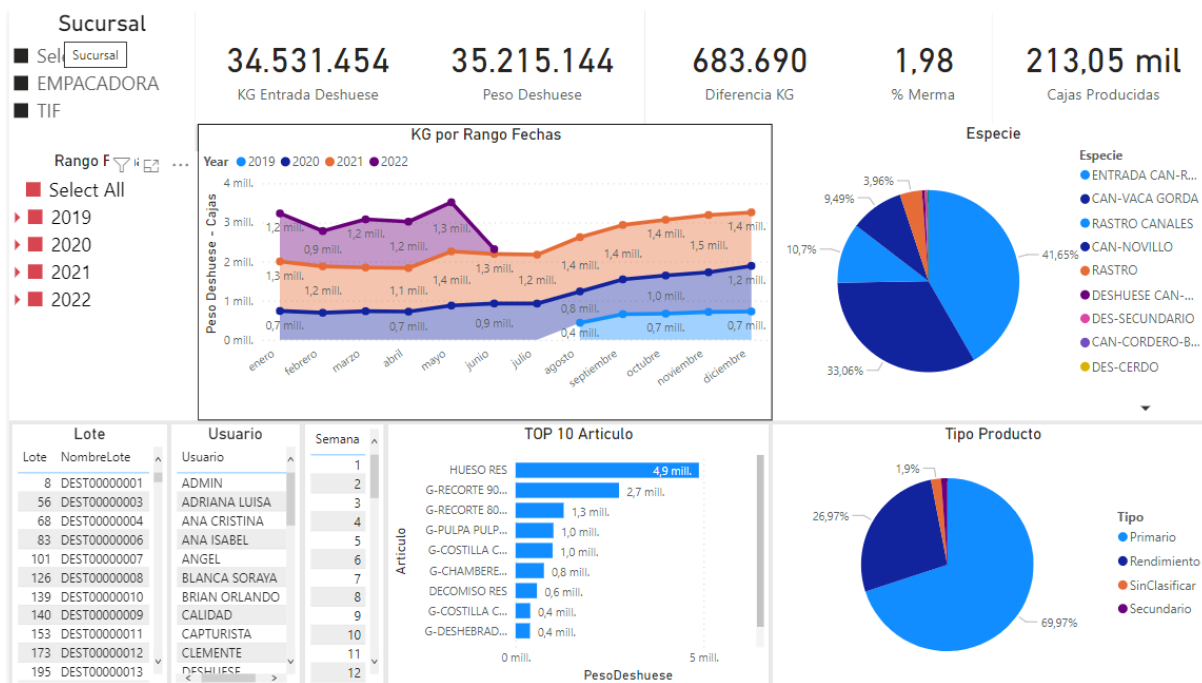 Sucursal
Sucursal
EMPACADORA
TIF
34.531.454
KG Entrada Deshuese
35.215.144
Peso Deshuese
683.690
Diferencia KG
1,98
% Merma
213,05 mil
Cajas Producidas
Rango F
Select All
2019
2020
2021
2022
KG por Rango Fechas
Year 2019 2020 2021 2022
Peso Deshuese - Cajas
4 mill.
3 mill.
2 mill.
1 mill.
0 mill.
1,2 mill.
0,9 mill.
1,2 mill.
1,2 mill.
1,3 mill.
1,3 mill.
1,2 mill.
1,1 mill.
1,4 mill.
1,3 mill.
1,2 mill.
1,4 mill.
1,4 mill.
1,4 mill.
1,5 mill.
1,4 mill.
0,7 mill.
0,7 mill.
0,9 mill.
0,8 mill.
1,0 mill.
1,2 mill.
0,4 mill.
0,7 mill.
0,7 mill.
enero
febrero
marzo
abril
mayo
junio
julio
agosto
septiembre
octubre
noviembre
diciembre
Especie
3,96%
9,49%
10,7%
41,65%
33,06%
Especie
ENTRADA CAN-R...
CAN-VACA GORDA
RASTRO CANALES
CAN-NOVILLO
RASTRO
DESHUESE CAN-...
DES-SECUNDARIO
CAN-CORDERO-B...
DES-CERDO
Lote
Lote NombreLote
8 DEST00000001
56 DEST00000003
68 DEST00000004
83 DEST00000006
101 DEST00000007
126 DEST00000008
139 DEST00000010
140 DEST00000009
153 DEST00000011
173 DEST00000012
195 DEST00000013
Usuario
Usuario
ADMIN
ADRIANA LUISA
ANA CRISTINA
ANA ISABEL
ANGEL
BLANCA SORAYA
BRIAN ORLANDO
CALIDAD
CAPTURISTA
CLEMENTE
DESHUESE
Semana
1
2
3
4
5
6
7
8
9
10
11
12
TOP 10 Articulo
Articulo
HUESO RES 4,9 mill.
G-RECORTE 90... 2,7 mill.
G-RECORTE 80... 1,3 mill.
G-PULPA PULP... 1,0 mill.
G-COSTILLA C... 1,0 mill.
G-CHAMBERE... 0,8 mill.
DECOMISO RES 0,6 mill.
G-COSTILLA C... 0,4 mill.
G-DESHEBRAD... 0,4 mill.
0 mill. 5 mill.
PesoDeshuese
Tipo Producto
1,9%
26,97%
69,97%
Tipo
Primario
Rendimiento
SinClasificar
Secundario